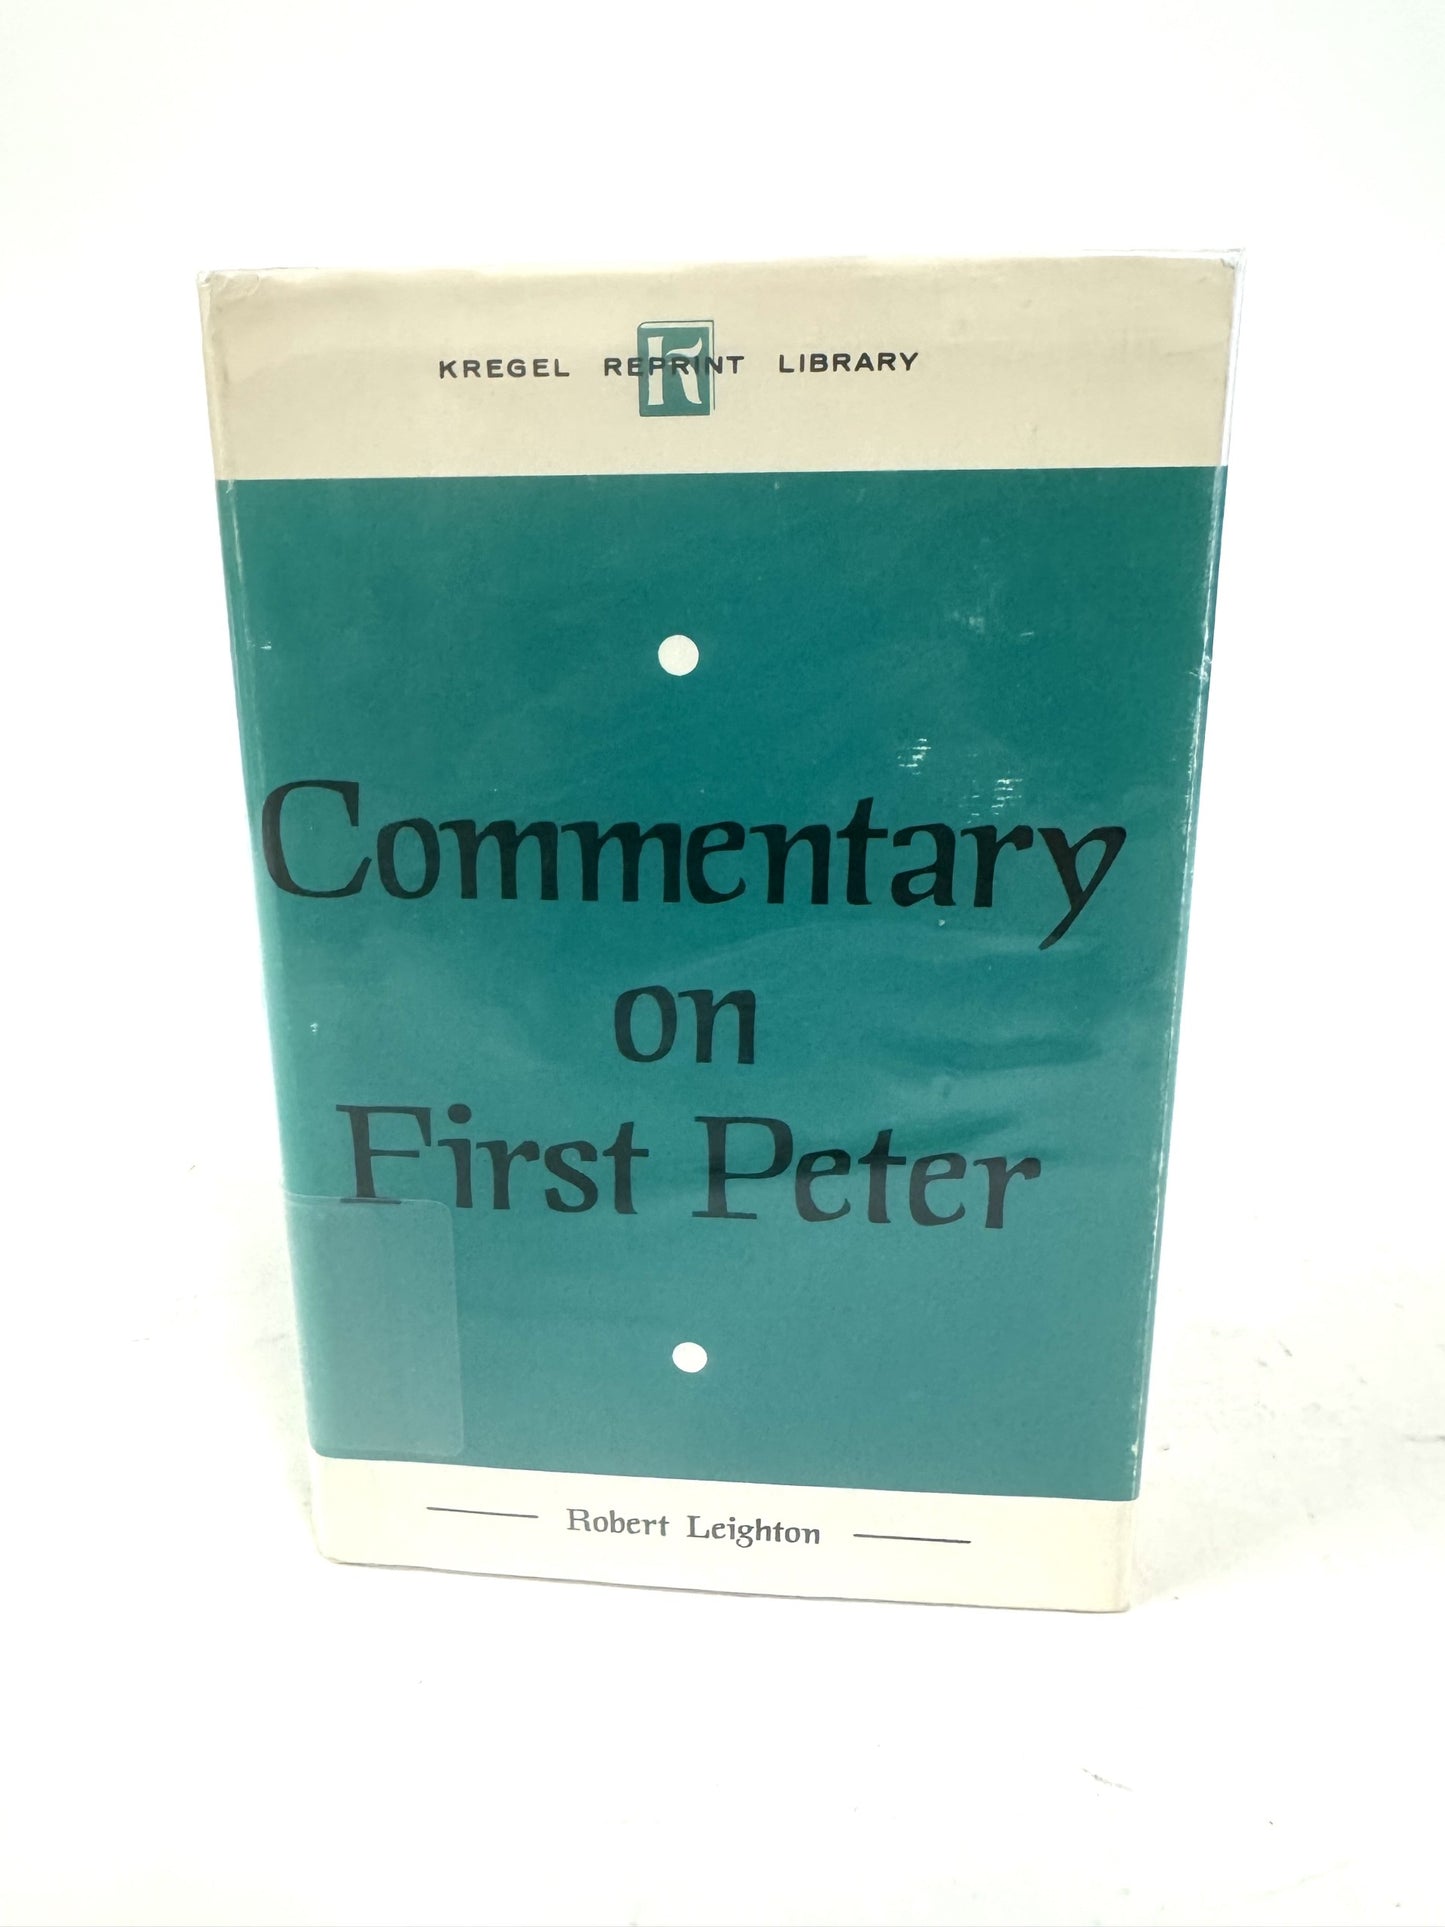 KREGEL REPRINT LIBRARY
K
Commentary
on
First Peter
Robert Leighton